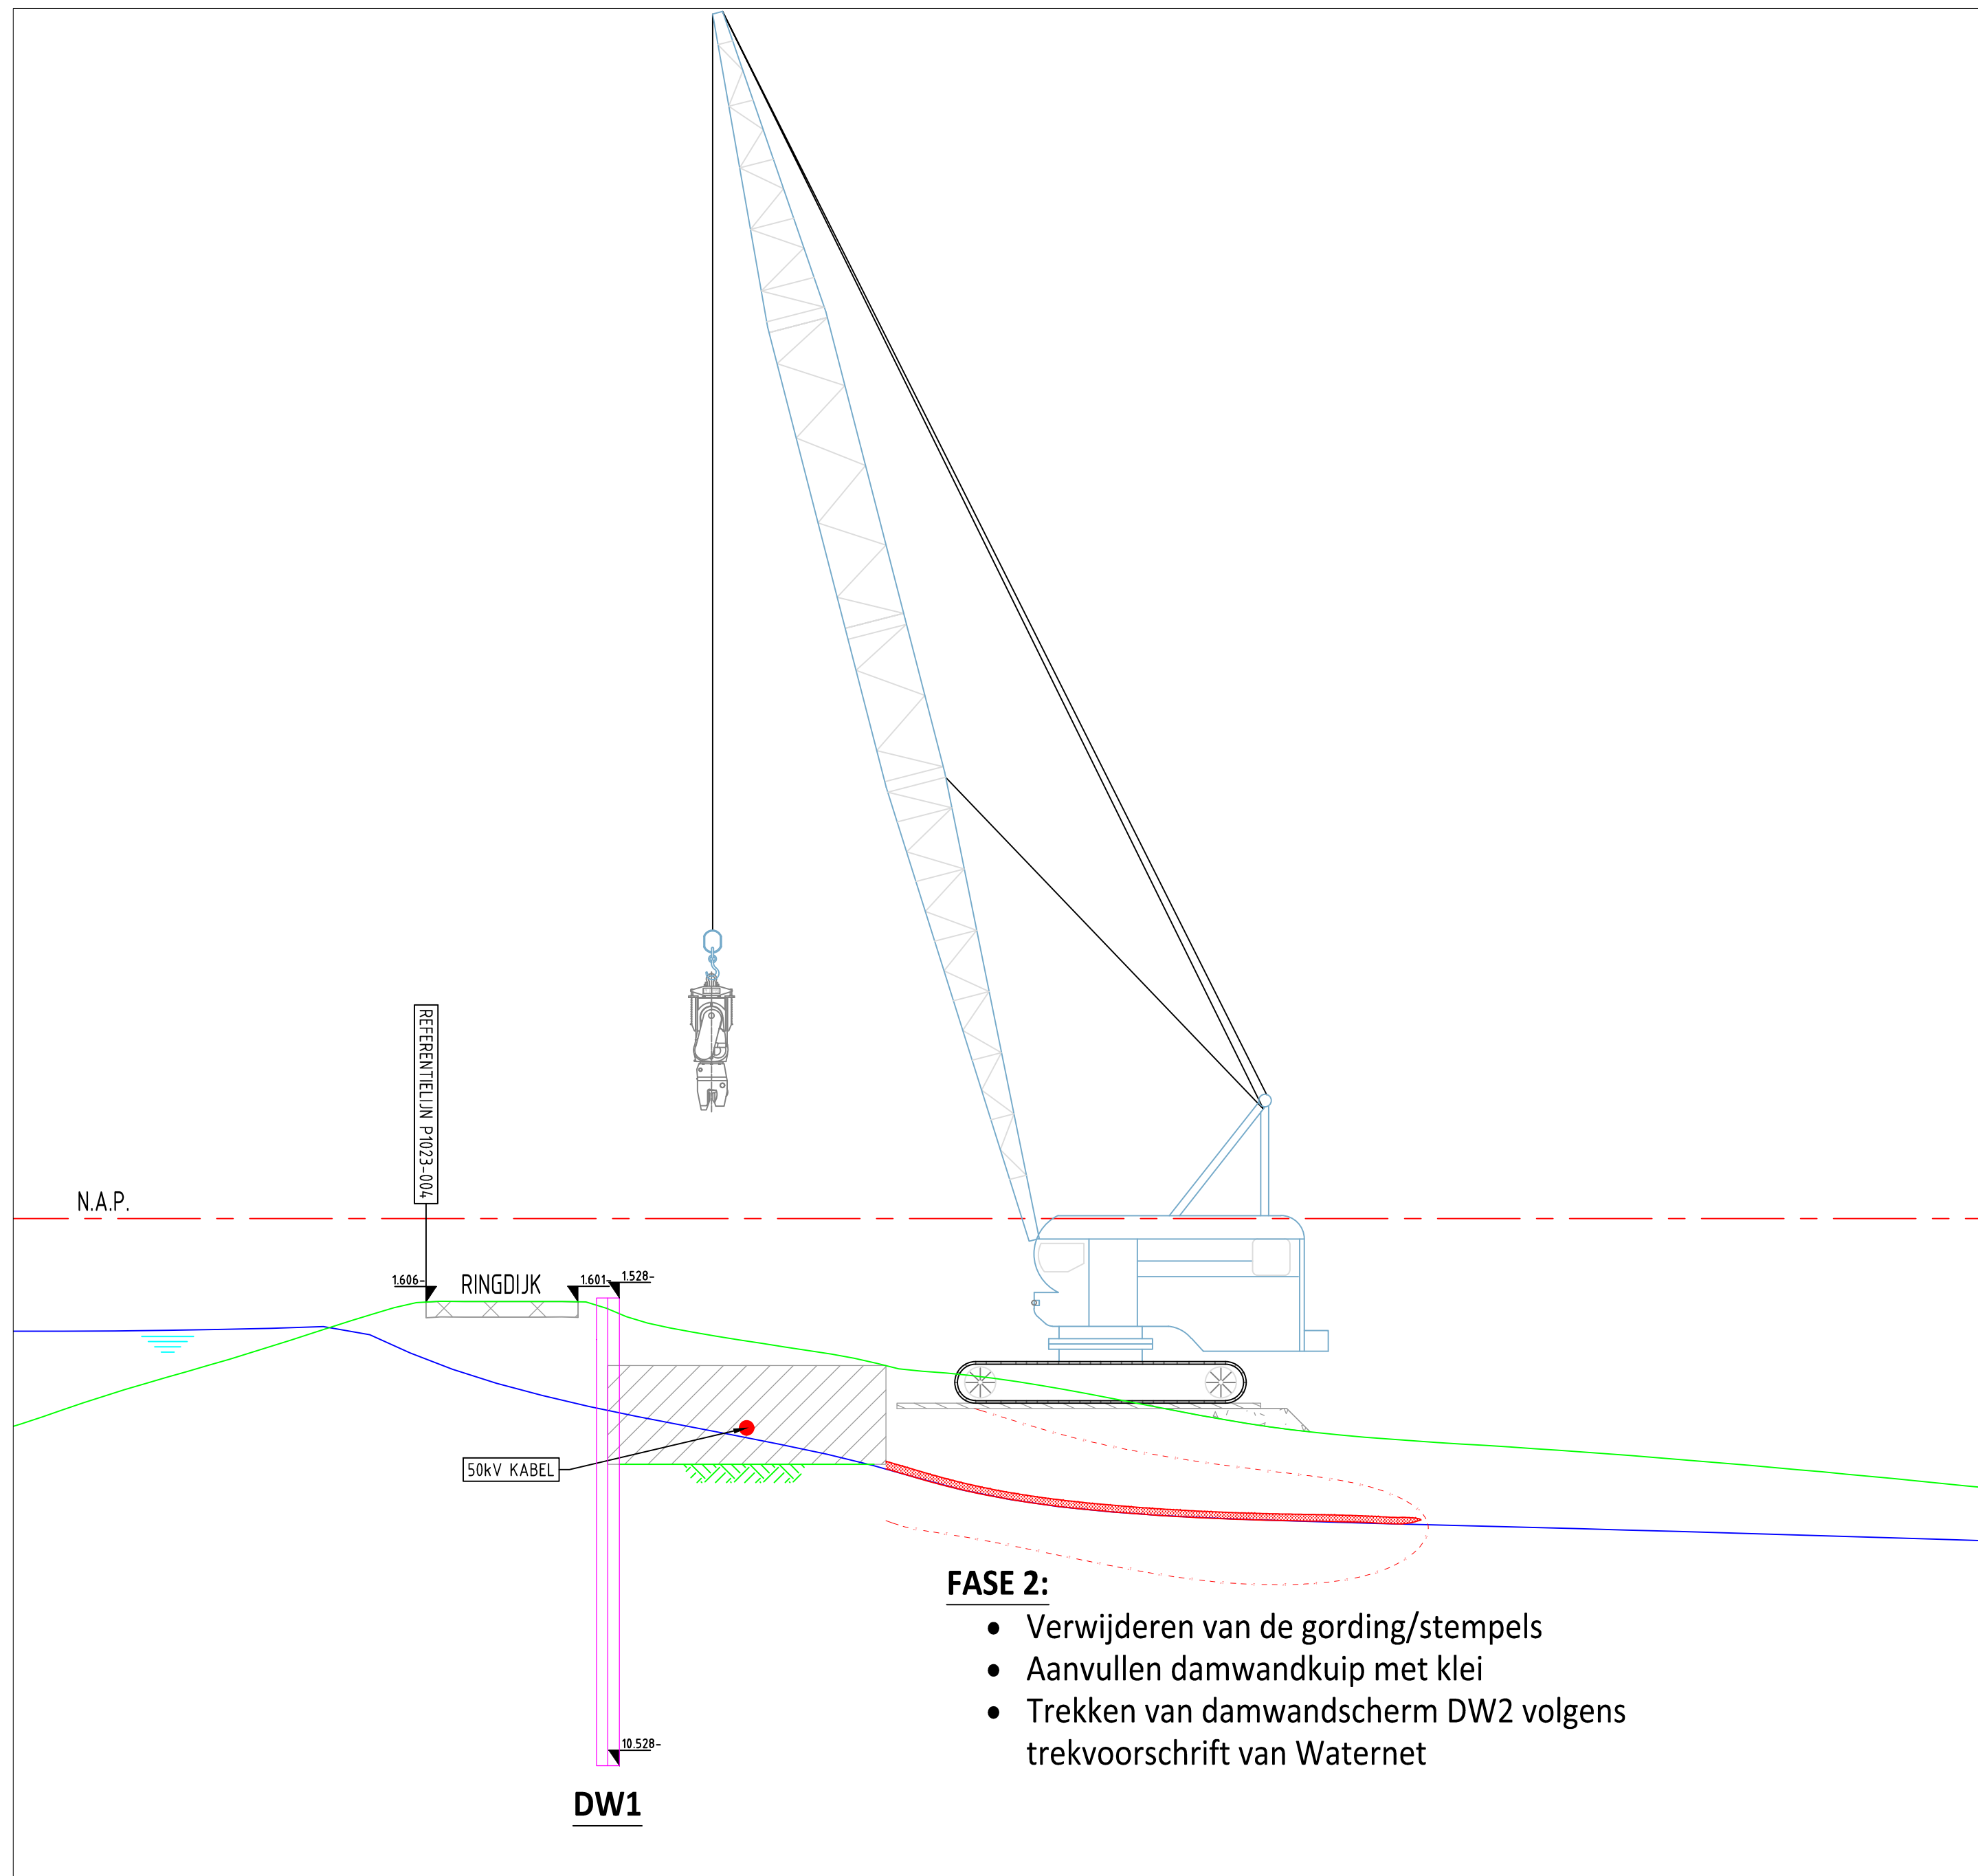 REFERENTIELIJN P1023-004
N.A.P.
1.606-
RINGDIJK
1.601-
1.528-
50kV KABEL
FASE 2:
• Verwijderen van de gording/stempels
• Aanvullen damwandkuip met klei
• Trekken van damwandscherm DW2 volgens
trekvoorschrift van Waternet
10.528-
DW1